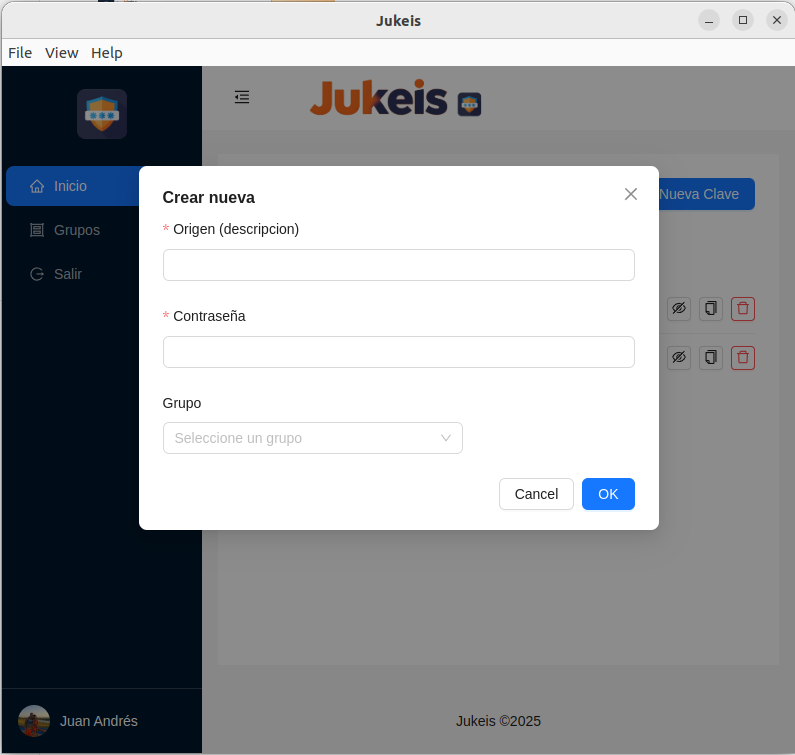 Jukeis
File View Help
Jukeis
Inicio
Grupos
Salir
Nueva Clave
Crear nueva
* Origen (descripcion)
* Contraseña
Grupo
Seleccione un grupo
Cancel OK
Juan Andrés
Jukeis ©2025